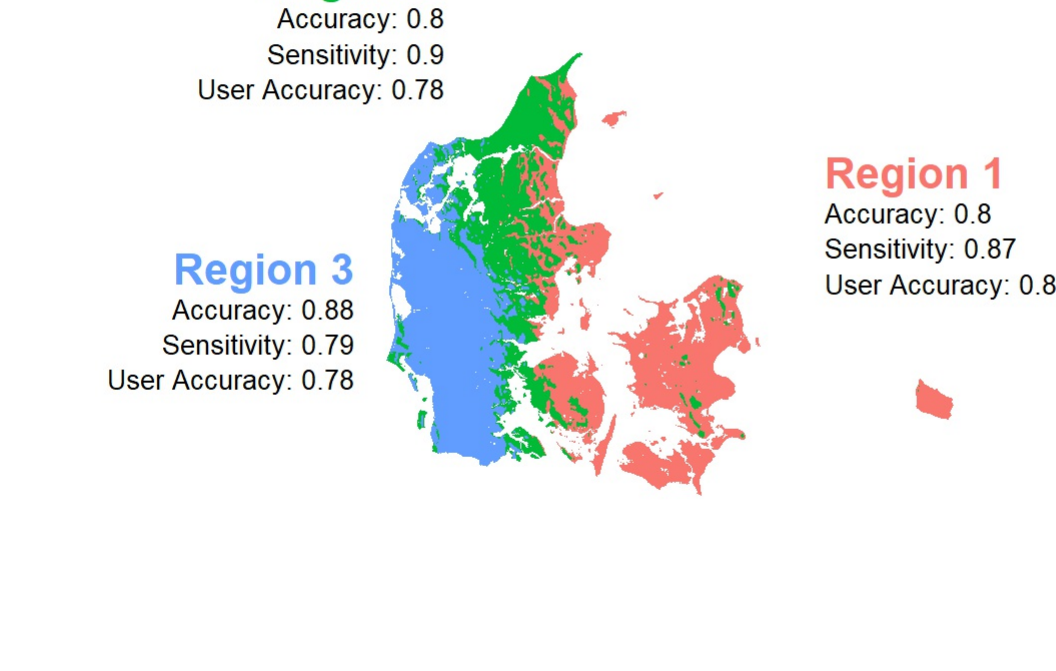 Accuracy: 0.8
Sensitivity: 0.9
User Accuracy: 0.78
Region 1
Accuracy: 0.8
Sensitivity: 0.87
User Accuracy: 0.8
Region 3
Accuracy: 0.88
Sensitivity: 0.79
User Accuracy: 0.78